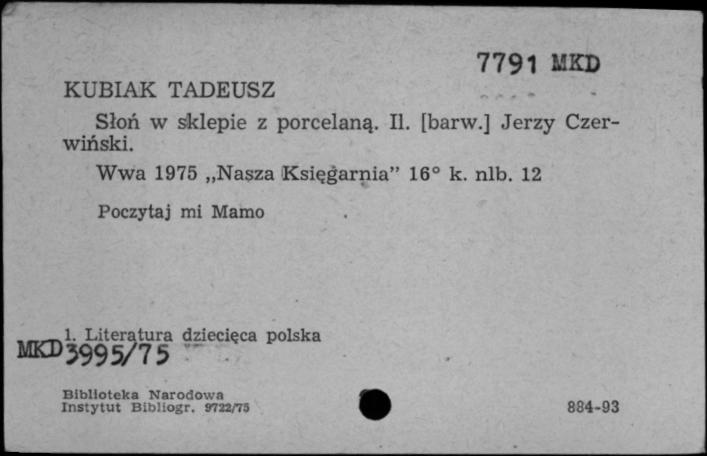 7791 MKD
KUBIAK TADEUSZ
Słoń w sklepie z porcelaną. Il. [barw.] Jerzy Czer-
wiński.
Wwa 1975 „Nasza Księgarnia” 16° k. nlb. 12
Poczytaj mi Mamo
1. Literatura dziecięca polska
MKD 3995/75
Biblioteka Narodowa
Instytut Bibliogr. 9722/75
884-93